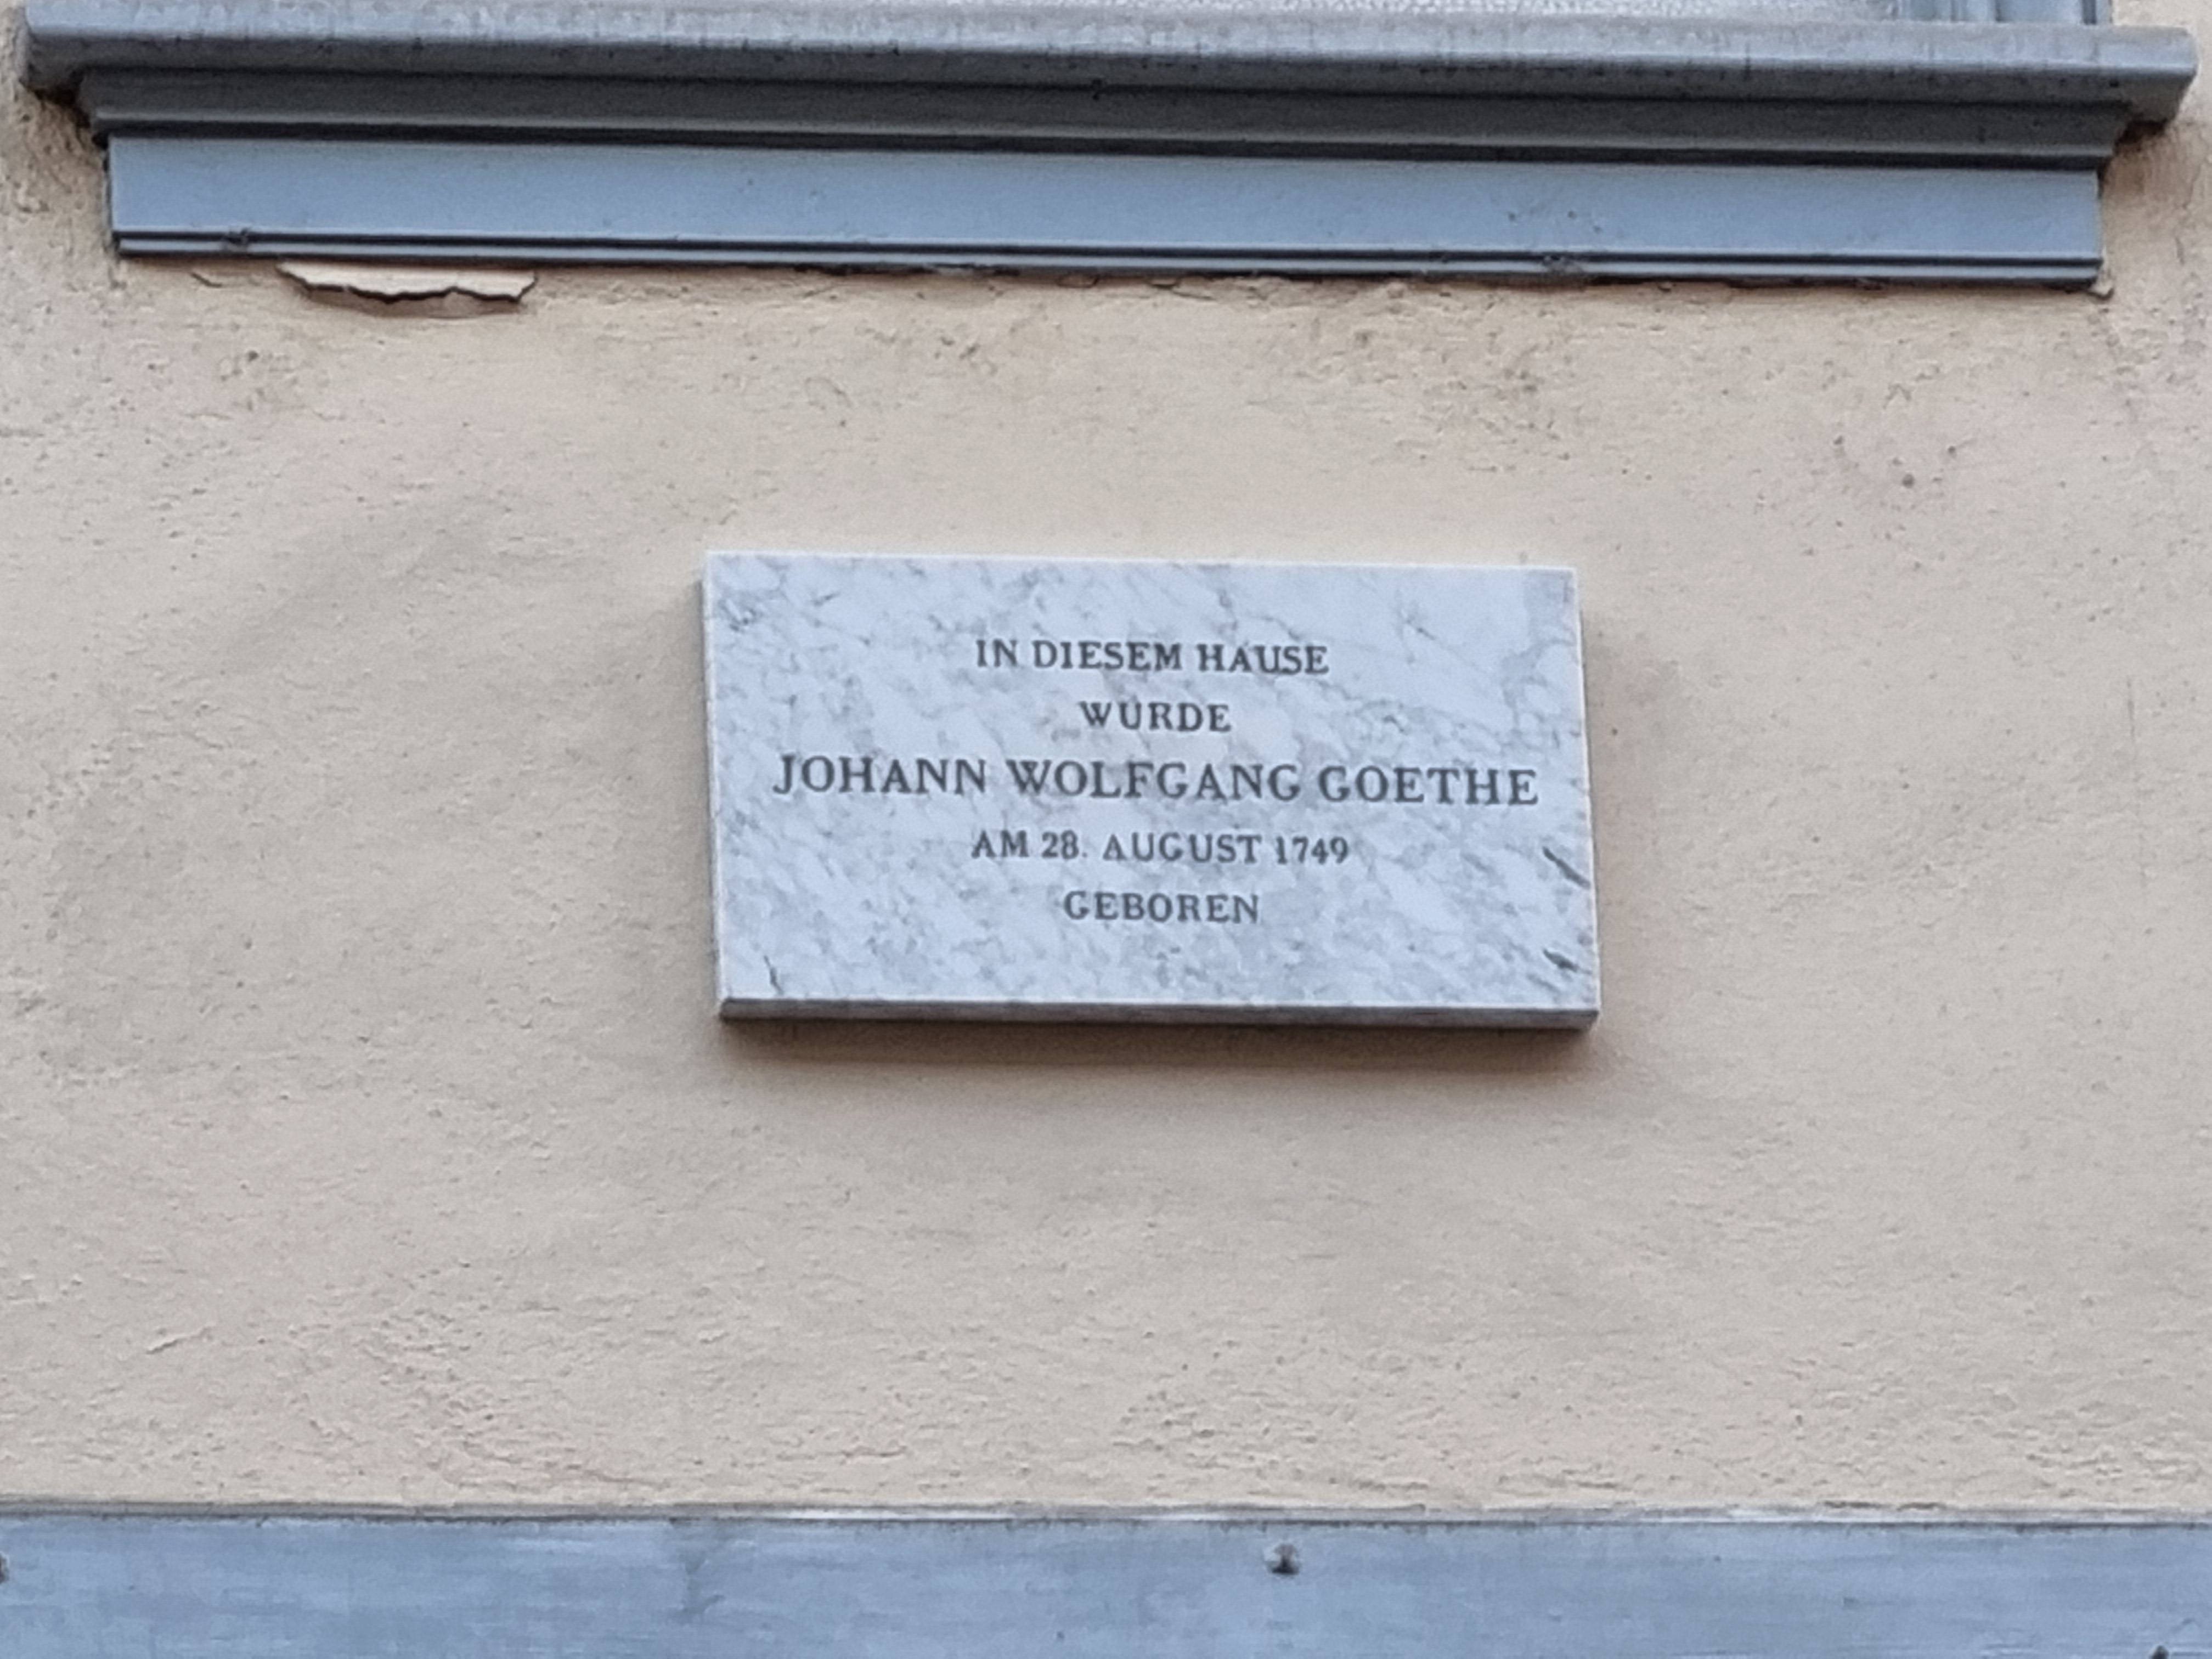 IN DIESEM HAUSE
WURDE
JOHANN WOLFGANG GOETHE
AM 28. AUGUST 1749
GEBOREN